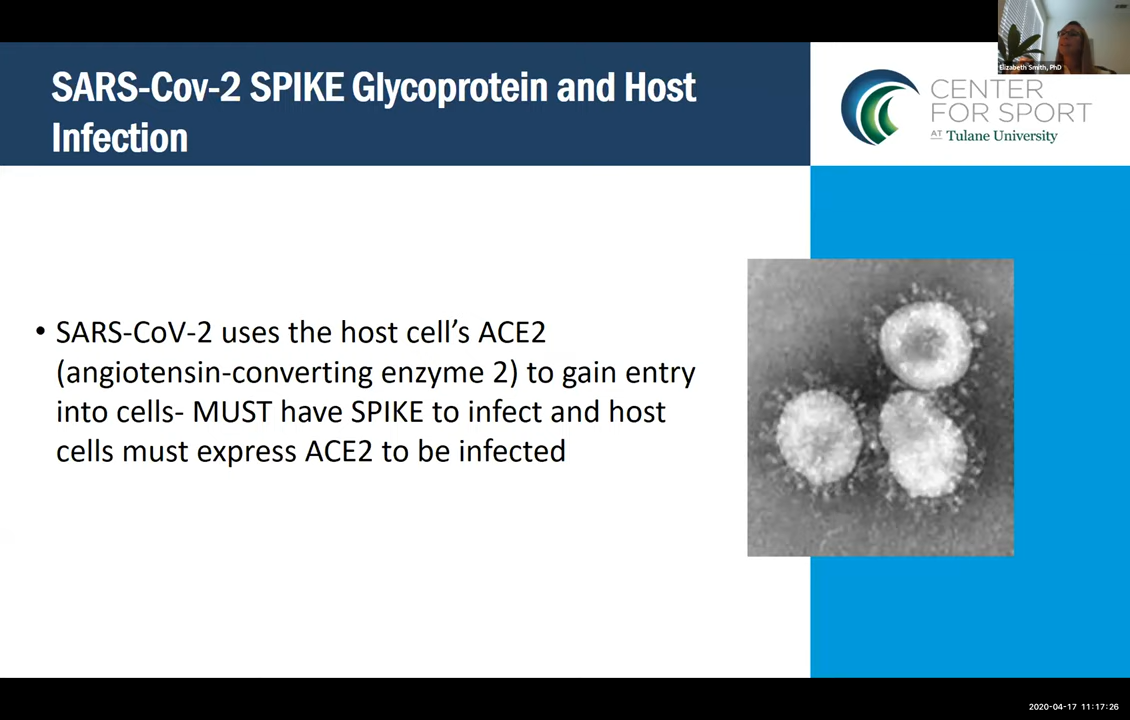 SARS-Cov-2 SPIKE Glycoprotein and Host
Infection
Elizabeth Smith, PhD
CENTER
FOR SPORT
AT Tulane University
• SARS-CoV-2 uses the host cell’s ACE2
(angiotensin-converting enzyme 2) to gain entry
into cells- MUST have SPIKE to infect and host
cells must express ACE2 to be infected
2020-04-17 11:17:26